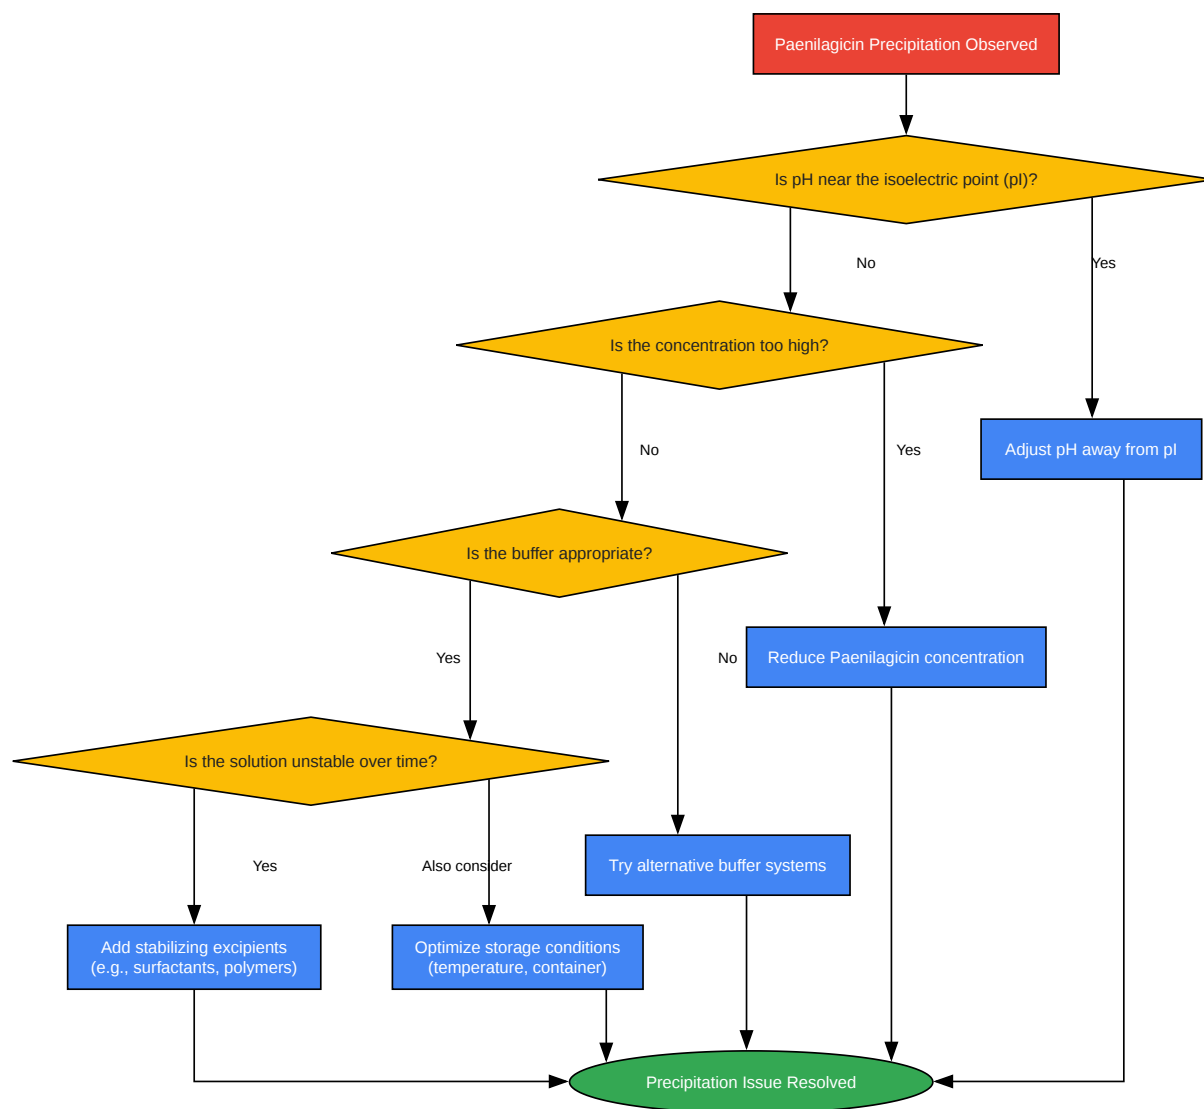 Paenilagicin Precipitation Observed
Is pH near the isoelectric point (pI)?
No
Yes
Is the concentration too high?
No
Yes
Adjust pH away from pI
Is the buffer appropriate?
Yes
No
Reduce Paenilagicin concentration
Is the solution unstable over time?
Yes
Also consider
Try alternative buffer systems
Add stabilizing excipients
(e.g., surfactants, polymers)
Optimize storage conditions
(temperature, container)
Precipitation Issue Resolved